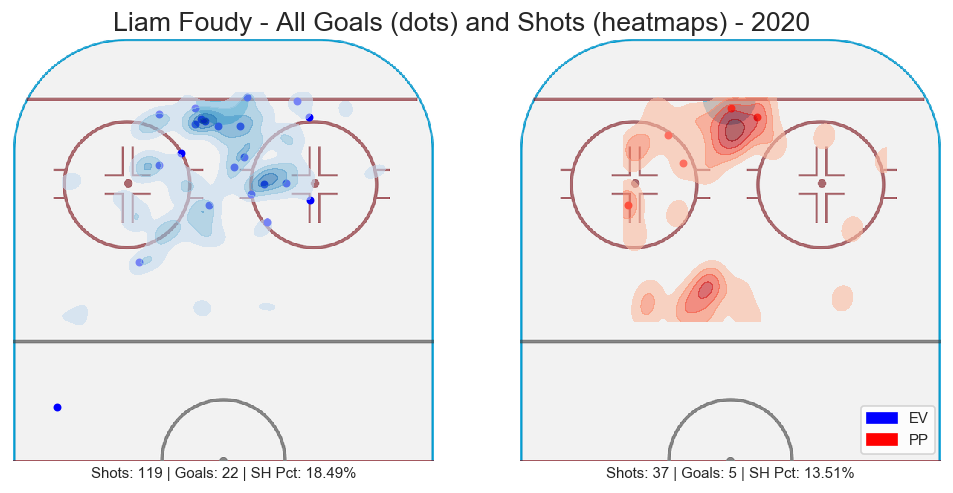 Liam Foudy - All Goals (dots) and Shots (heatmaps) - 2020
EV
PP
Shots: 119 | Goals: 22 | SH Pct: 18.49%
Shots: 37 | Goals: 5 | SH Pct: 13.51%